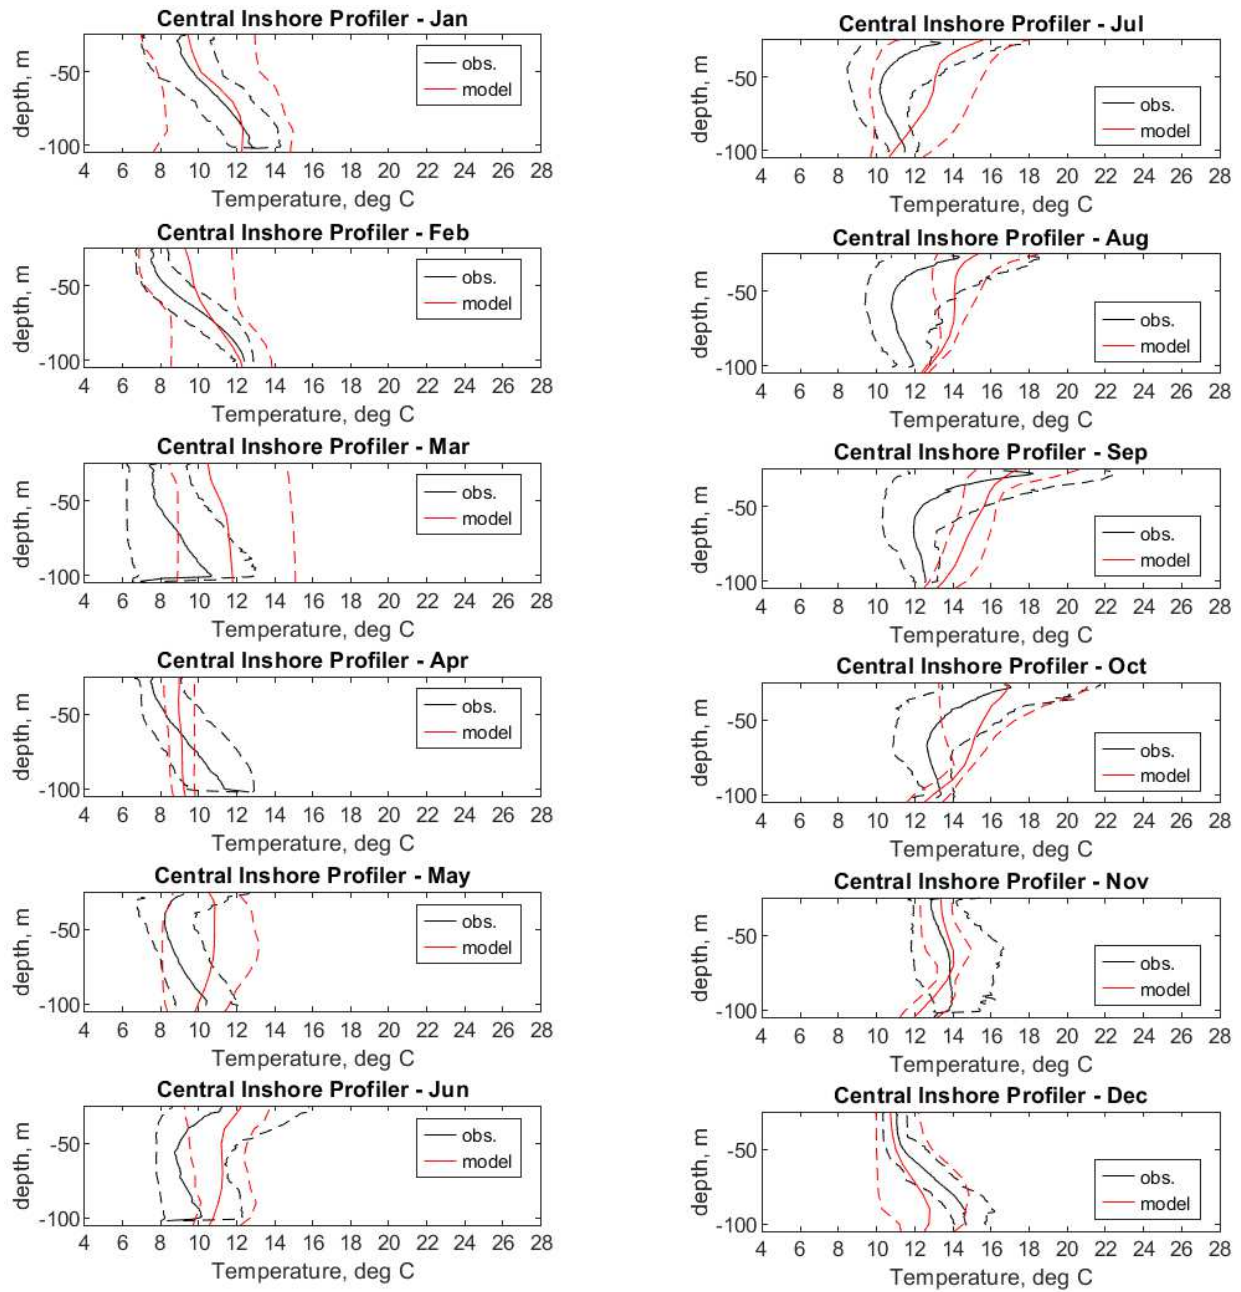 Central Inshore Profiler - Jan
depth, m
-50
-100
obs.
model
4 6 8 10 12 14 16 18 20 22 24 26 28
Temperature, deg C
Central Inshore Profiler - Feb
depth, m
-50
-100
obs.
model
4 6 8 10 12 14 16 18 20 22 24 26 28
Temperature, deg C
Central Inshore Profiler - Mar
depth, m
-50
-100
obs.
model
4 6 8 10 12 14 16 18 20 22 24 26 28
Temperature, deg C
Central Inshore Profiler - Apr
depth, m
-50
-100
obs.
model
4 6 8 10 12 14 16 18 20 22 24 26 28
Temperature, deg C
Central Inshore Profiler - May
depth, m
-50
-100
obs.
model
4 6 8 10 12 14 16 18 20 22 24 26 28
Temperature, deg C
Central Inshore Profiler - Jun
depth, m
-50
-100
obs.
model
4 6 8 10 12 14 16 18 20 22 24 26 28
Temperature, deg C
Central Inshore Profiler - Jul
depth, m
-50
-100
obs.
model
4 6 8 10 12 14 16 18 20 22 24 26 28
Temperature, deg C
Central Inshore Profiler - Aug
depth, m
-50
-100
obs.
model
4 6 8 10 12 14 16 18 20 22 24 26 28
Temperature, deg C
Central Inshore Profiler - Sep
depth, m
-50
-100
obs.
model
4 6 8 10 12 14 16 18 20 22 24 26 28
Temperature, deg C
Central Inshore Profiler - Oct
depth, m
-50
-100
obs.
model
4 6 8 10 12 14 16 18 20 22 24 26 28
Temperature, deg C
Central Inshore Profiler - Nov
depth, m
-50
-100
obs.
model
4 6 8 10 12 14 16 18 20 22 24 26 28
Temperature, deg C
Central Inshore Profiler - Dec
depth, m
-50
-100
obs.
model
4 6 8 10 12 14 16 18 20 22 24 26 28
Temperature, deg C